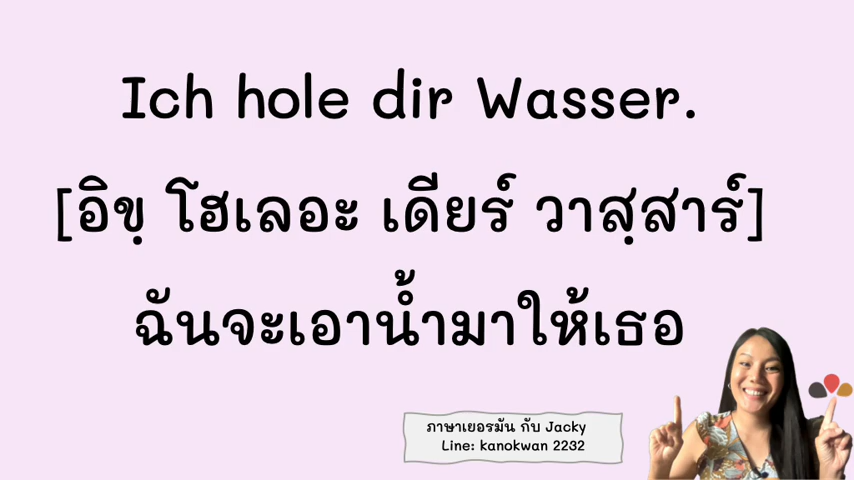 Ich hole dir Wasser.
[อิขฺ โฮเลอะ เดียร์ วาสฺสาร์]
ฉันจะเอาน้ำมาให้เธอ
ภาษาเยอรมัน กับ Jacky
Line: kanokwan 2232